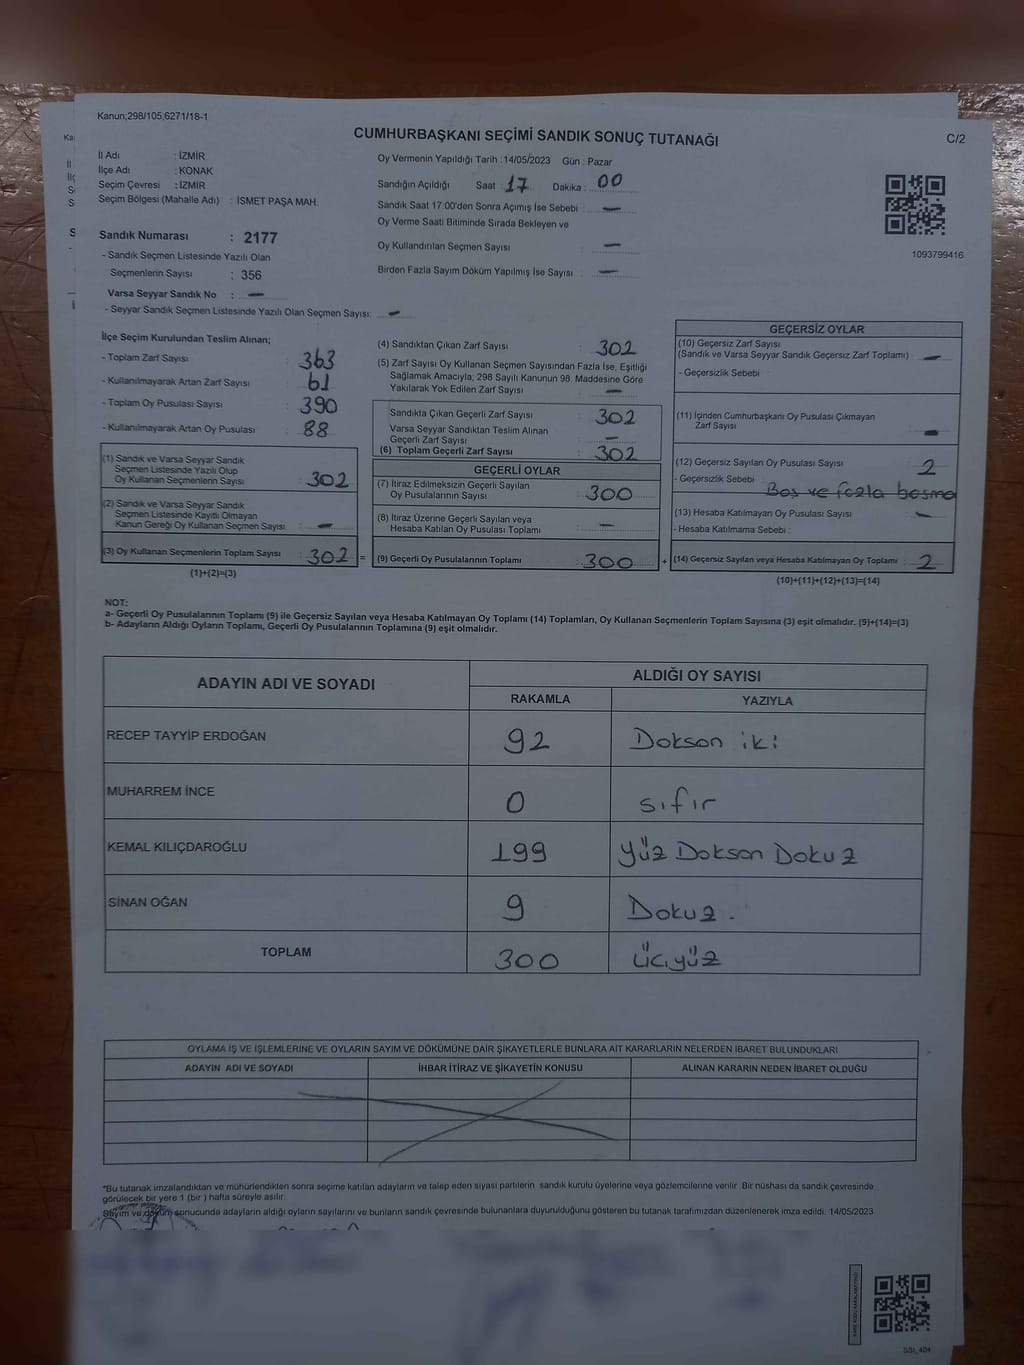 Kanun;298/105;6271/18-1
CUMHURBAŞKANI SEÇİMİ SANDIK SONUÇ TUTANAĞI
C/2
İl Adı : İZMİR
İlçe Adı : KONAK
Seçim Çevresi : İZMİR
Seçim Bölgesi (Mahalle Adı) : İSMET PAŞA MAH.
Sandık Numarası : 2177
- Sandık Seçmen Listesinde Yazılı Olan
Seçmenlerin Sayısı : 356
Varsa Seyyar Sandık No : -
- Seyyar Sandık Seçmen Listesinde Yazılı Olan Seçmen Sayısı: -
Oy Vermenin Yapıldığı Tarih : 14/05/2023 Gün : Pazar
Sandığın Açıldığı Saat : 17 Dakika : 00
Sandık Saat 17:00'den Sonra Açımış İse Sebebi : -
Oy Verme Saati Bitiminde Sırada Bekleyen ve
Oy Kullandırılan Seçmen Sayısı : -
Birden Fazla Sayım Döküm Yapılmış İse Sayısı : -
1093799416
İlçe Seçim Kurulundan Teslim Alınan;
- Toplam Zarf Sayısı : 363
- Kullanılmayarak Artan Zarf Sayısı : 61
- Toplam Oy Pusulası Sayısı : 390
- Kullanılmayarak Artan Oy Pusulası : 88
(1) Sandık ve Varsa Seyyar Sandık
Seçmen Listesinde Yazılı Olup
Oy Kullanan Seçmenlerin Sayısı : 302
(2) Sandık ve Varsa Seyyar Sandık
Seçmen Listesinde Kayıtlı Olmayan
Kanun Gereği Oy Kullanan Seçmen Sayısı : -
(3) Oy Kullanan Seçmenlerin Toplam Sayısı : 302 =
(1)+(2)=(3)
(4) Sandıktan Çıkan Zarf Sayısı : 302
(5) Zarf Sayısı Oy Kullanan Seçmen Sayısından Fazla İse, Eşitliği
Sağlamak Amacıyla; 298 Sayılı Kanunun 98. Maddesine Göre
Yakılarak Yok Edilen Zarf Sayısı : -
Sandıkta Çıkan Geçerli Zarf Sayısı : 302
Varsa Seyyar Sandıktan Teslim Alınan
Geçerli Zarf Sayısı : -
(6) Toplam Geçerli Zarf Sayısı : 302
GEÇERLİ OYLAR
(7) İtiraz Edilmeksizin Geçerli Sayılan
Oy Pusulalarının Sayısı : 300
(8) İtiraz Üzerine Geçerli Sayılan veya
Hesaba Katılan Oy Pusulası Toplamı : -
(9) Geçerli Oy Pusulalarının Toplamı : 300 +
GEÇERSİZ OYLAR
(10) Geçersiz Zarf Sayısı
(Sandık ve Varsa Seyyar Sandık Geçersiz Zarf Toplamı) : -
- Geçersizlik Sebebi :
(11) İçinden Cumhurbaşkanı Oy Pusulası Çıkmayan
Zarf Sayısı : -
(12) Geçersiz Sayılan Oy Pusulası Sayısı : 2
- Geçersizlik Sebebi : Boş ve fazla basma
(13) Hesaba Katılmayan Oy Pusulası Sayısı : -
- Hesaba Katılmama Sebebi :
(14) Geçersiz Sayılan veya Hesaba Katılmayan Oy Toplamı : 2
(10)+(11)+(12)+(13)=(14)
NOT:
a- Geçerli Oy Pusulalarının Toplamı (9) ile Geçersiz Sayılan veya Hesaba Katılmayan Oy Toplamı (14) Toplamları, Oy Kullanan Seçmenlerin Toplam Sayısına (3) eşit olmalıdır. (9)+(14)=(3)
b- Adayların Aldığı Oyların Toplamı, Geçerli Oy Pusulalarının Toplamına (9) eşit olmalıdır.
ADAYIN ADI VE SOYADI
ALDIĞI OY SAYISI
RAKAMLA YAZIYLA
RECEP TAYYİP ERDOĞAN 92 Dokson iki
MUHARREM İNCE 0 sıfır
KEMAL KILIÇDAROĞLU 199 yüz Dokson Dokuz
SİNAN OĞAN 9 Dokuz.
TOPLAM 300 üçyüz
OYLAMA İŞ VE İŞLEMLERİNE VE OYLARIN SAYIM VE DÖKÜMÜNE DAİR ŞİKAYETLERLE BUNLARA AİT KARARLARIN NELERDEN İBARET BULUNDUKLARI
ADAYIN ADI VE SOYADI İHBAR İTİRAZ VE ŞİKAYETİN KONUSU ALINAN KARARIN NEDEN İBARET OLDUĞU
*Bu tutanak imzalandıktan ve mühürlendikten sonra seçime katılan adayların ve talep eden siyasi partilerin sandık kurulu üyelerine veya gözlemcilerine verilir. Bir nüshası da sandık çevresinde
görülecek bir yere 1 (bir ) hafta süreyle asılır.
Sayım ve döküm sonucunda adayların aldığı oyların sayılarını ve bunların sandık çevresinde bulunanlara duyurulduğunu gösteren bu tutanak tarafımızdan düzenlenerek imza edildi. 14/05/2023